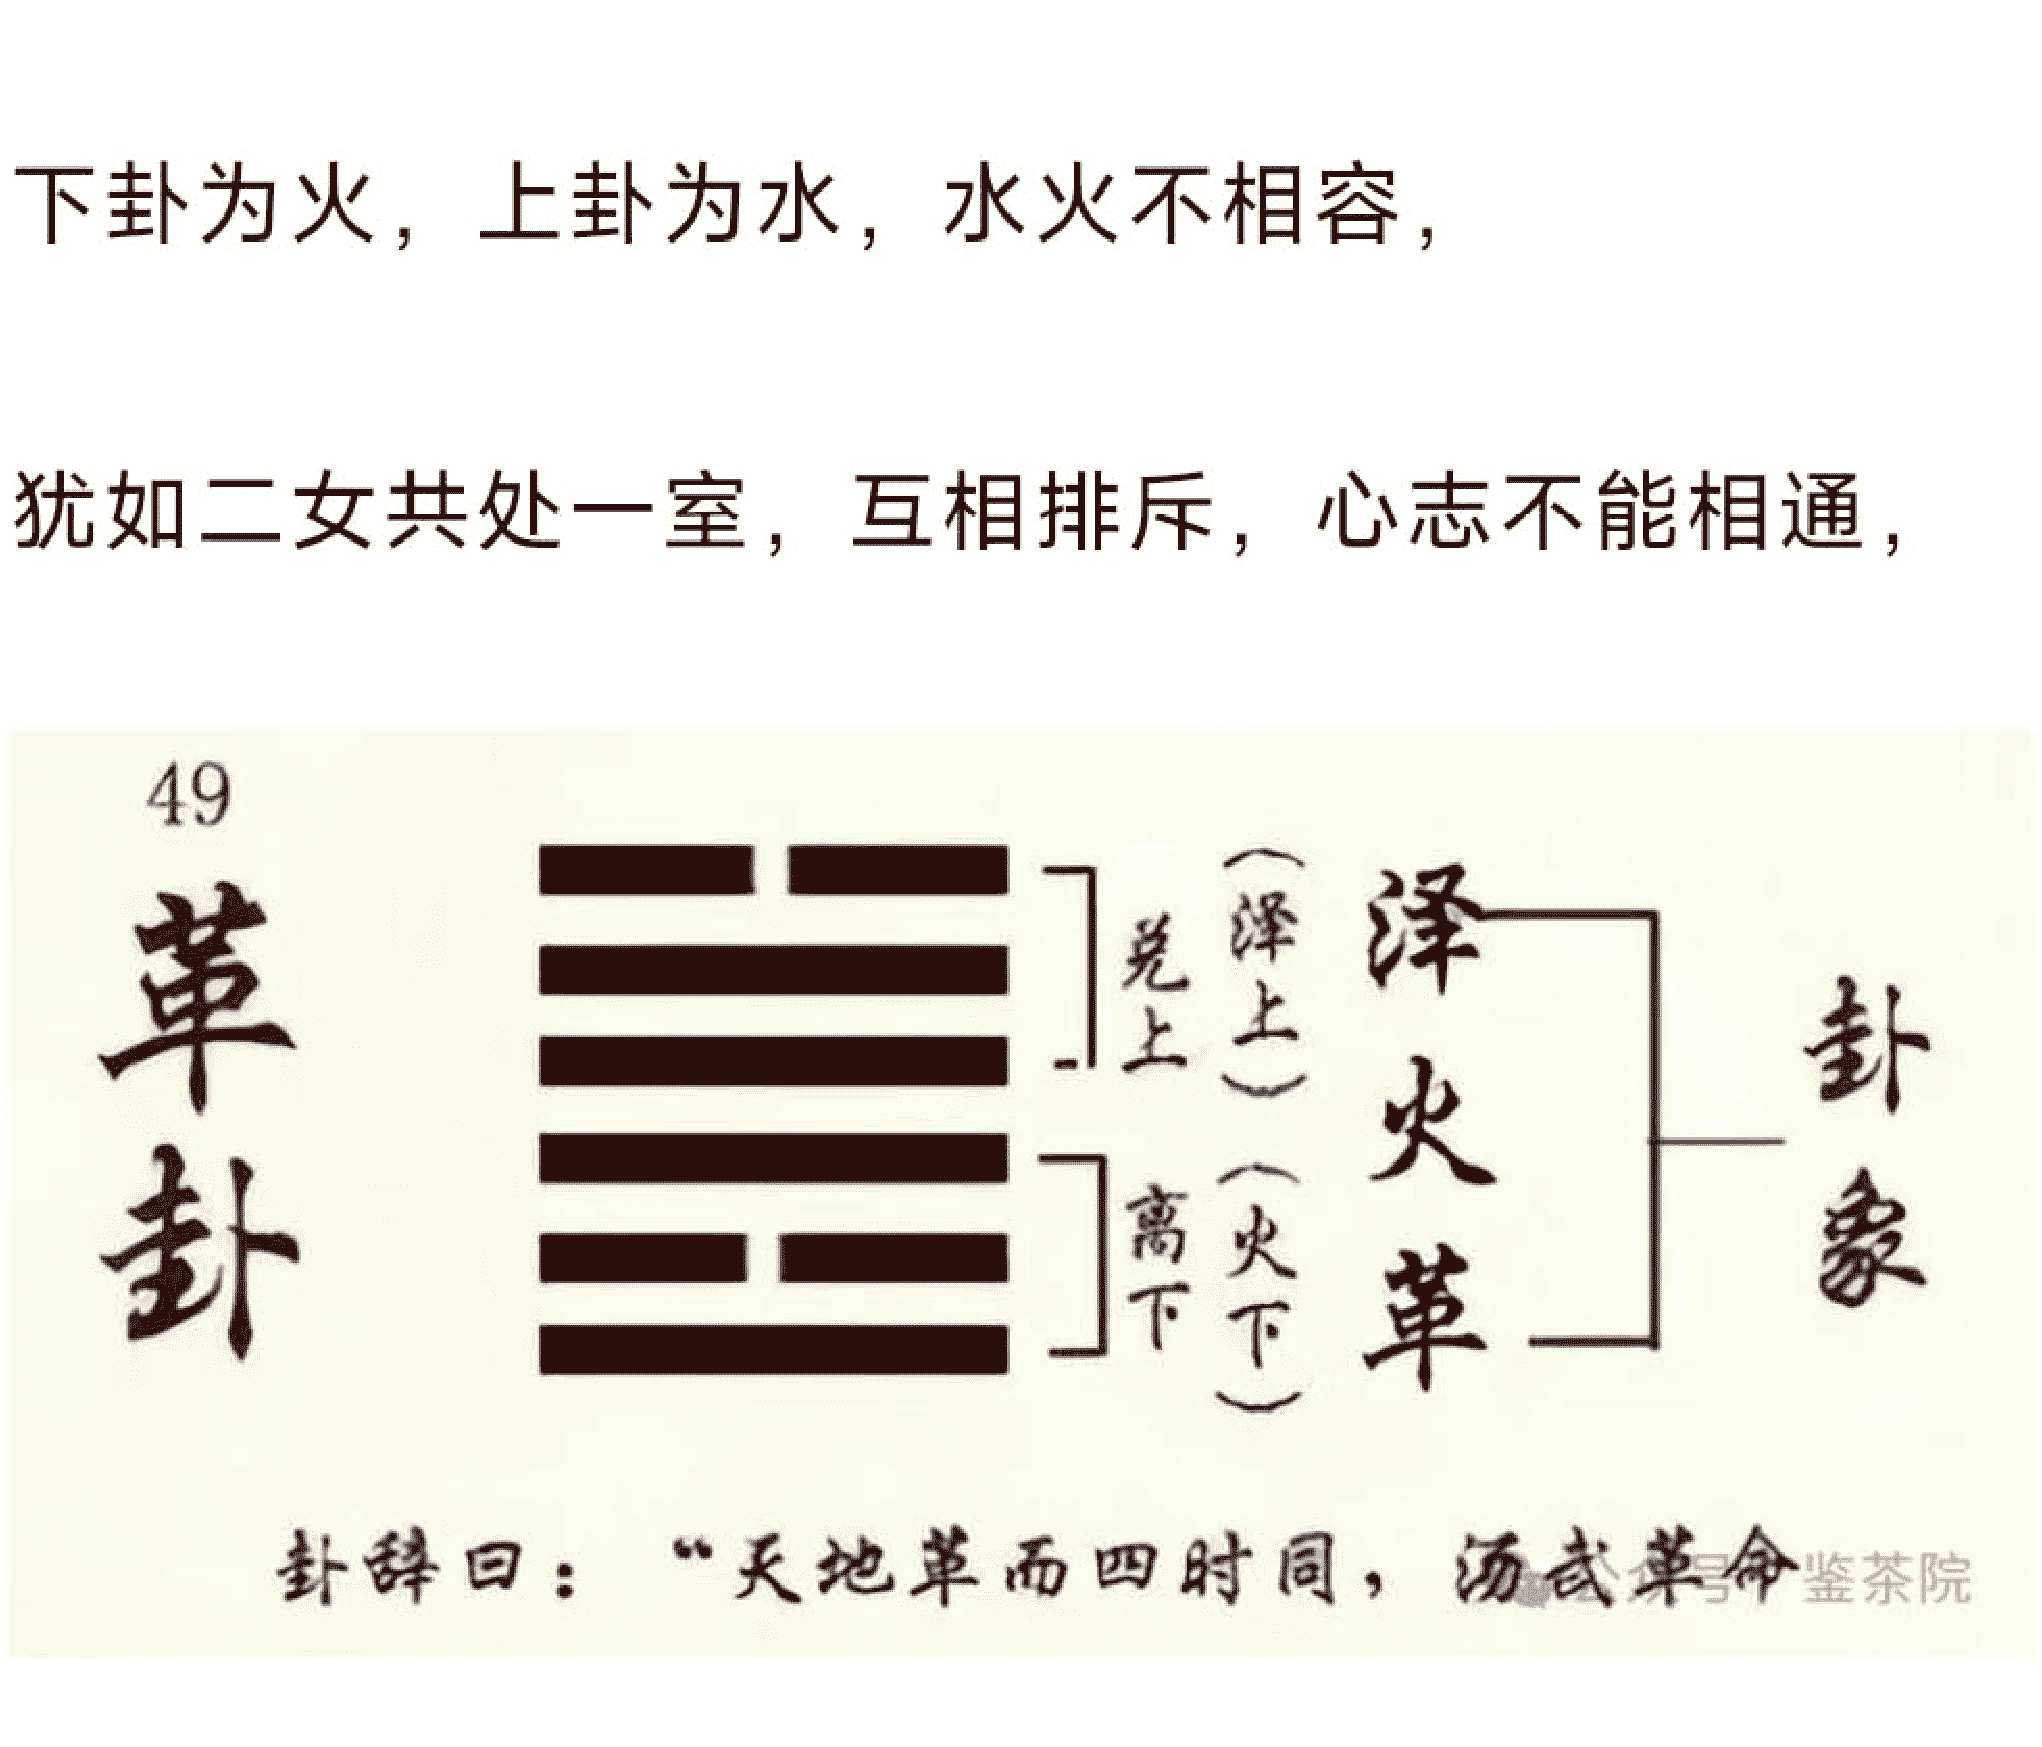 下卦为火，上卦为水，水火不相容，
犹如二女共处一室，互相排斥，心志不能相通，
49
革卦
兑上
（泽上）
离下
（火下）
泽火革
卦象
卦辞曰：“天地革而四时同，汤武革命
公众号 鉴茶院